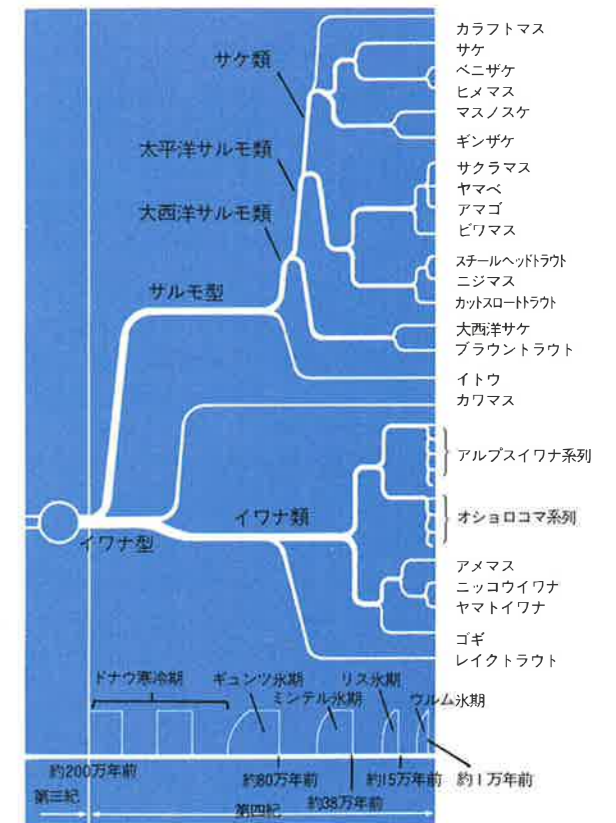 カラフトマス
サケ
ベニザケ
ヒメマス
マスノスケ
ギンザケ
サクラマス
ヤマベ
アマゴ
ビワマス
スチールヘッドトラウト
ニジマス
カットスロートトラウト
大西洋サケ
ブラウントラウト
イトウ
カワマス
アルプスイワナ系列
オショロコマ系列
アメマス
ニッコウイワナ
ヤマトイワナ
ゴギ
レイクトラウト
サケ類
太平洋サルモ類
大西洋サルモ類
サルモ型
イワナ類
イワナ型
ドナウ寒冷期
ギュンツ氷期
ミンデル氷期
リス氷期
ウルム氷期
約200万年前
約80万年前
約38万年前
約15万年前
約1万年前
第三紀
第四紀